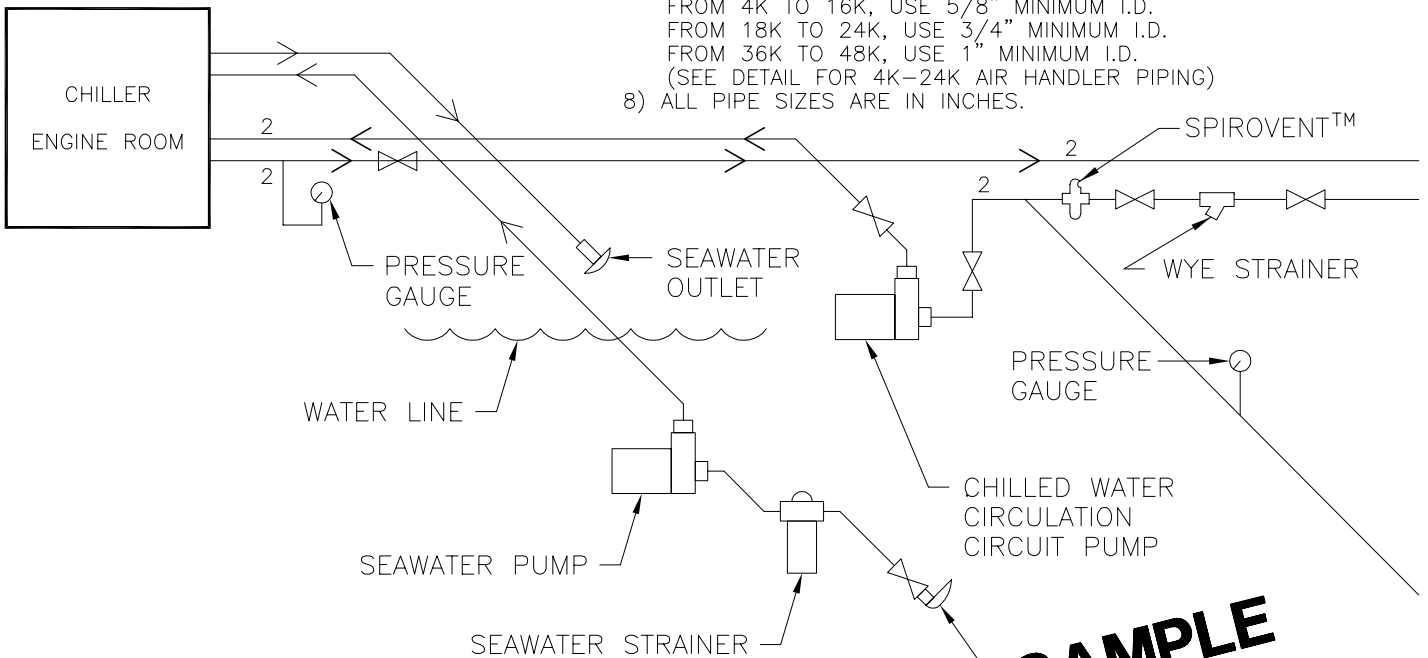 FROM 4K TO 16K, USE 5/8" MINIMUM I.D.
FROM 18K TO 24K, USE 3/4" MINIMUM I.D.
FROM 36K TO 48K, USE 1" MINIMUM I.D.
(SEE DETAIL FOR 4K-24K AIR HANDLER PIPING)
8) ALL PIPE SIZES ARE IN INCHES.
CHILLER
ENGINE ROOM
2
2
SPIROVENT™
2
2
PRESSURE
GAUGE
SEAWATER
OUTLET
WYE STRAINER
PRESSURE
GAUGE
WATER LINE
CHILLED WATER
CIRCULATION
CIRCUIT PUMP
SEAWATER PUMP
SEAWATER STRAINER
SAMPLE